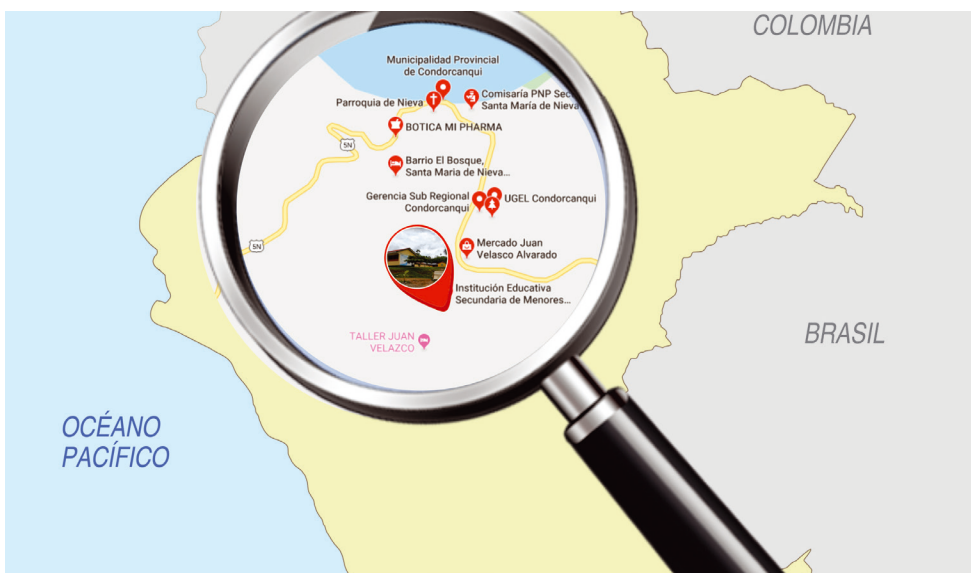 COLOMBIA
Municipalidad Provincial
de Condorcanqui
Comisaría PNP Sec
Santa María de Nieva
Parroquia de Nieva
BOTICA MI PHARMA
5N
Barrio El Bosque,
Santa Maria de Nieva...
Gerencia Sub Regional
Condorcanqui
UGEL Condorcanqui
5N
Mercado Juan
Velasco Alvarado
Institución Educativa
Secundaria de Menores...
TALLER JUAN
VELAZCO
BRASIL
OCÉANO
PACÍFICO